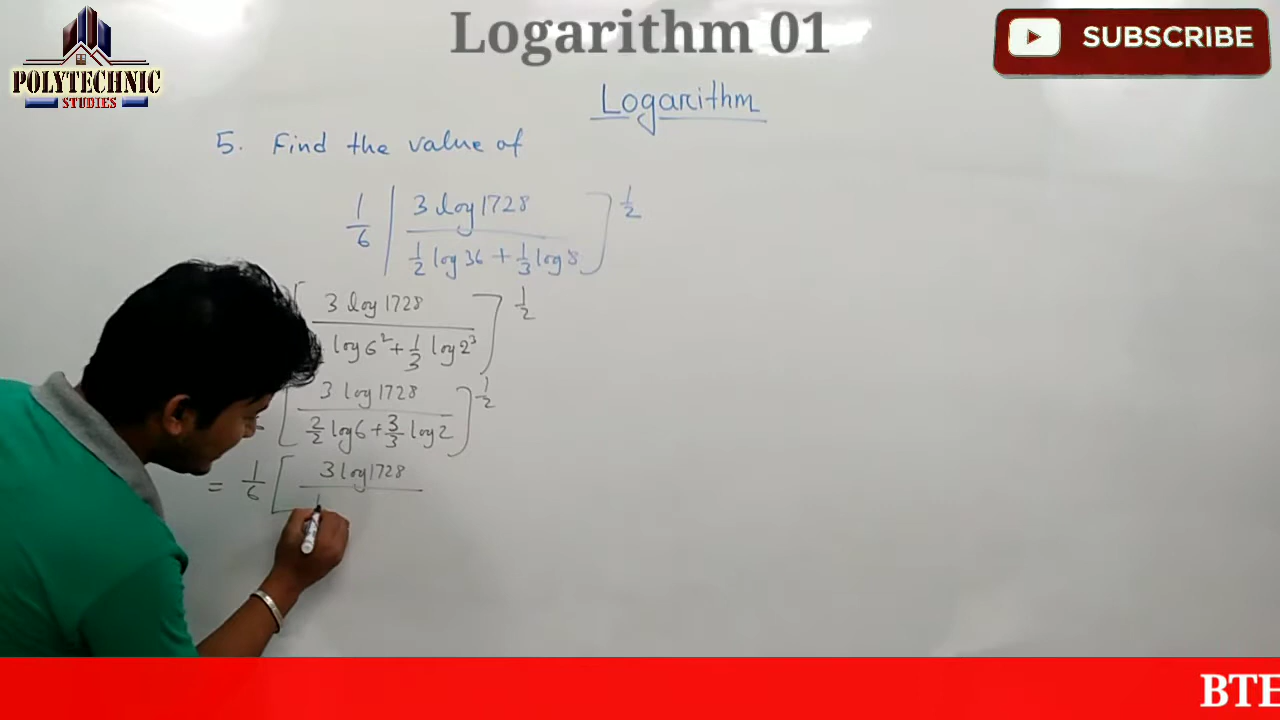 Logarithm 01
SUBSCRIBE
POLYTECHNIC
STUDIES
Logarithm
5. Find the value of
1/6 [ 3 log 1728 / (1/2 log 36 + 1/3 log 8) ]^1/2
[ 3 log 1728 / (log 6² + 1/3 log 2³) ]^1/2
[ 3 log 1728 / (2/2 log 6 + 3/3 log 2) ]^1/2
= 1/6 [ 3 log 1728
BTE